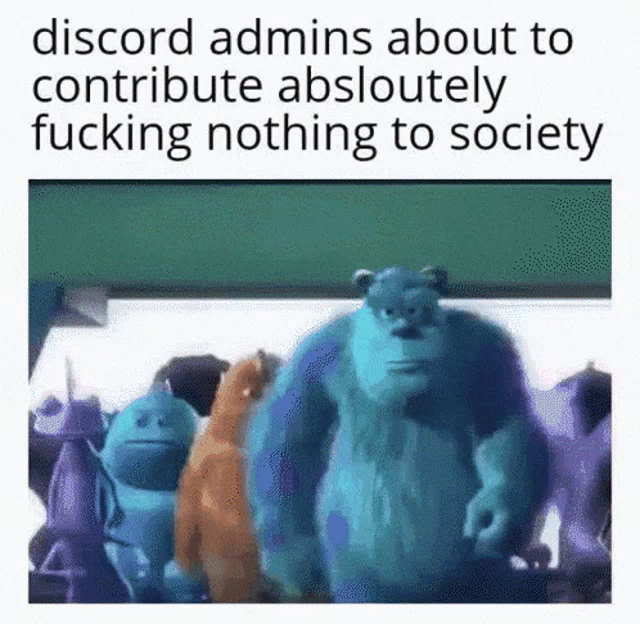 discord admins about to
contribute absloutely
fucking nothing to society